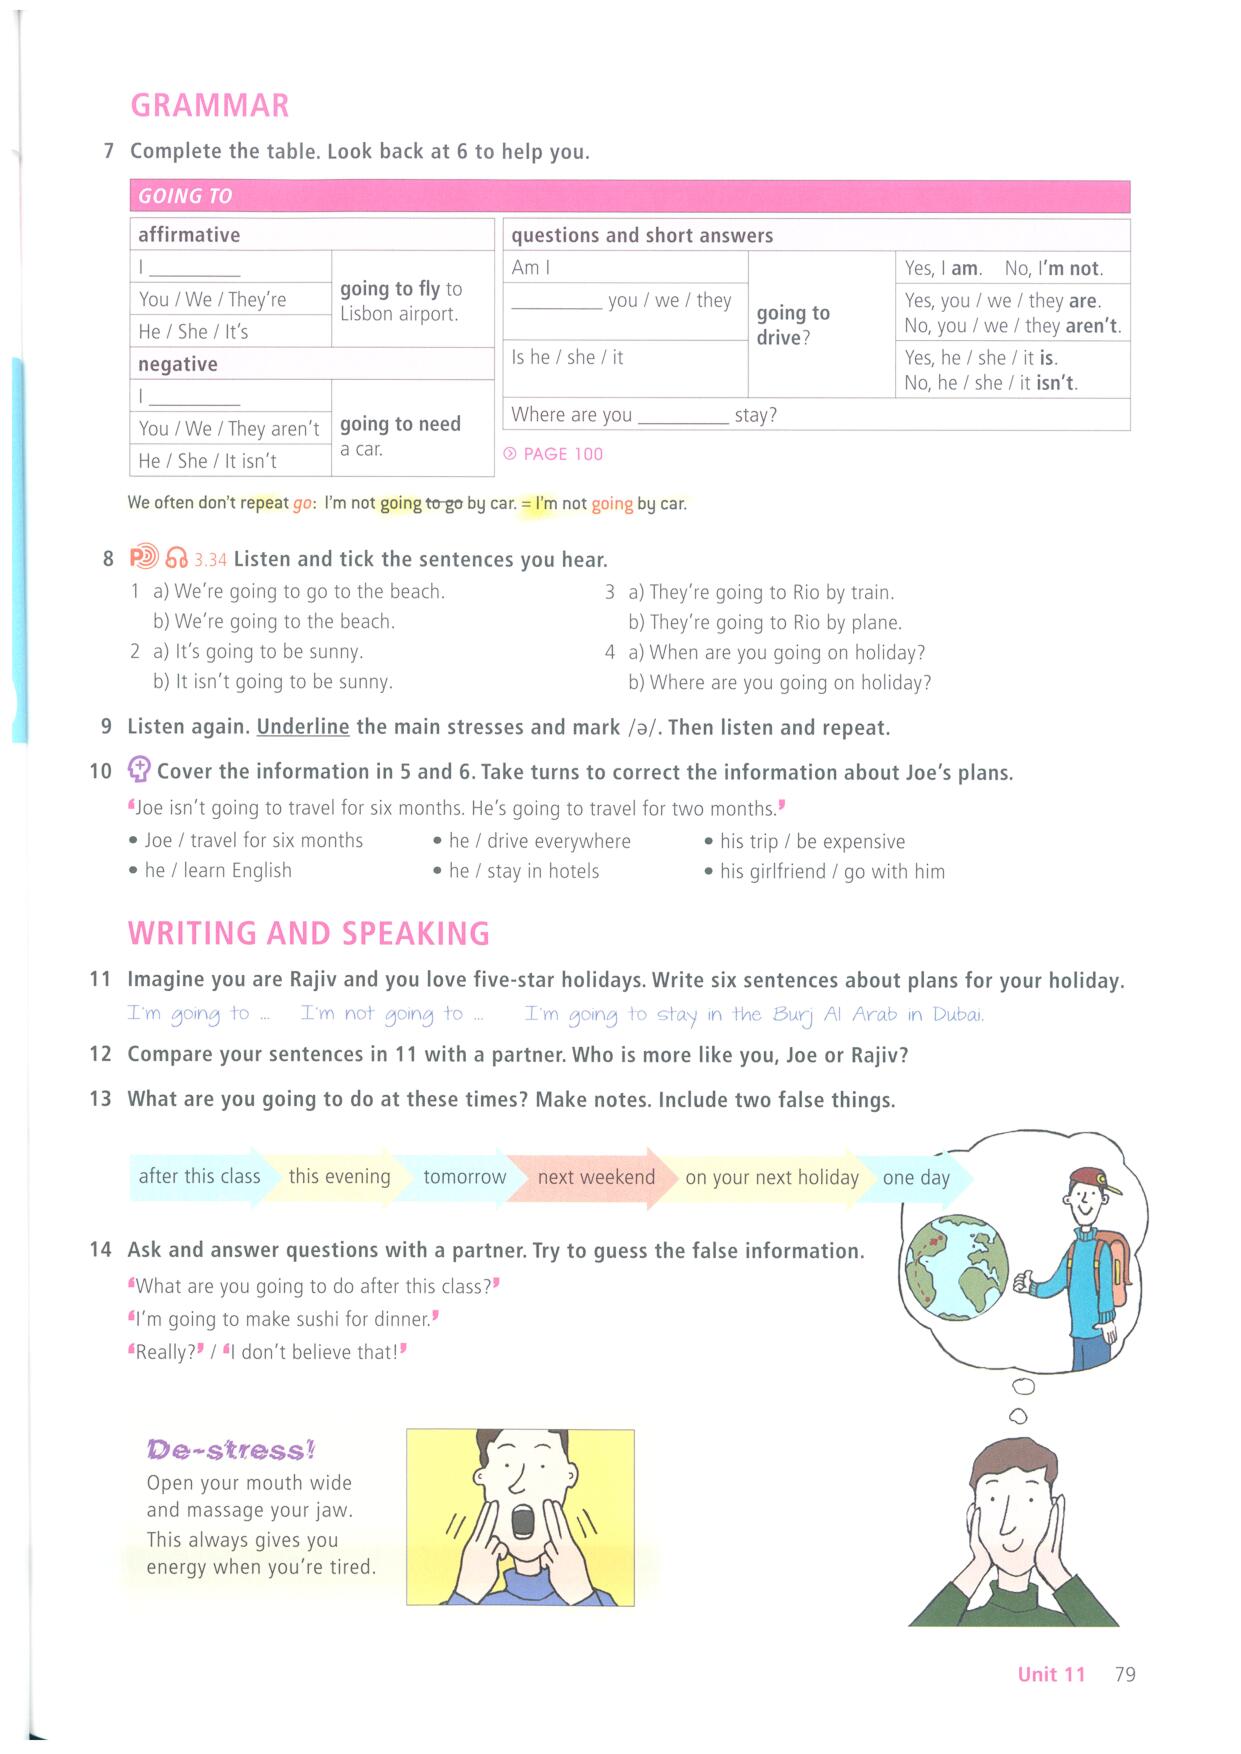 GRAMMAR
7 Complete the table. Look back at 6 to help you.
GOING TO
affirmative
I ________
You / We / They're
He / She / It's
going to fly to
Lisbon airport.
negative
I ________
You / We / They aren't
He / She / It isn't
going to need
a car.
questions and short answers
Am I
________ you / we / they
Is he / she / it
going to
drive?
Yes, I am. No, I'm not.
Yes, you / we / they are.
No, you / we / they aren't.
Yes, he / she / it is.
No, he / she / it isn't.
Where are you ________ stay?
PAGE 100
We often don't repeat go: I'm not going to go by car. = I'm not going by car.
8 P 3.34 Listen and tick the sentences you hear.
1 a) We're going to go to the beach.
b) We're going to the beach.
2 a) It's going to be sunny.
b) It isn't going to be sunny.
3 a) They're going to Rio by train.
b) They're going to Rio by plane.
4 a) When are you going on holiday?
b) Where are you going on holiday?
9 Listen again. Underline the main stresses and mark /ə/. Then listen and repeat.
10 Cover the information in 5 and 6. Take turns to correct the information about Joe's plans.
‘Joe isn't going to travel for six months. He's going to travel for two months.’
• Joe / travel for six months
• he / learn English
• he / drive everywhere
• he / stay in hotels
• his trip / be expensive
• his girlfriend / go with him
WRITING AND SPEAKING
11 Imagine you are Rajiv and you love five-star holidays. Write six sentences about plans for your holiday.
I'm going to ... I'm not going to ... I'm going to stay in the Burj Al Arab in Dubai.
12 Compare your sentences in 11 with a partner. Who is more like you, Joe or Rajiv?
13 What are you going to do at these times? Make notes. Include two false things.
after this class this evening tomorrow next weekend on your next holiday one day
14 Ask and answer questions with a partner. Try to guess the false information.
‘What are you going to do after this class?’
‘I'm going to make sushi for dinner.’
‘Really?’ / ‘I don't believe that!’
De-stress!
Open your mouth wide
and massage your jaw.
This always gives you
energy when you're tired.
Unit 11 79